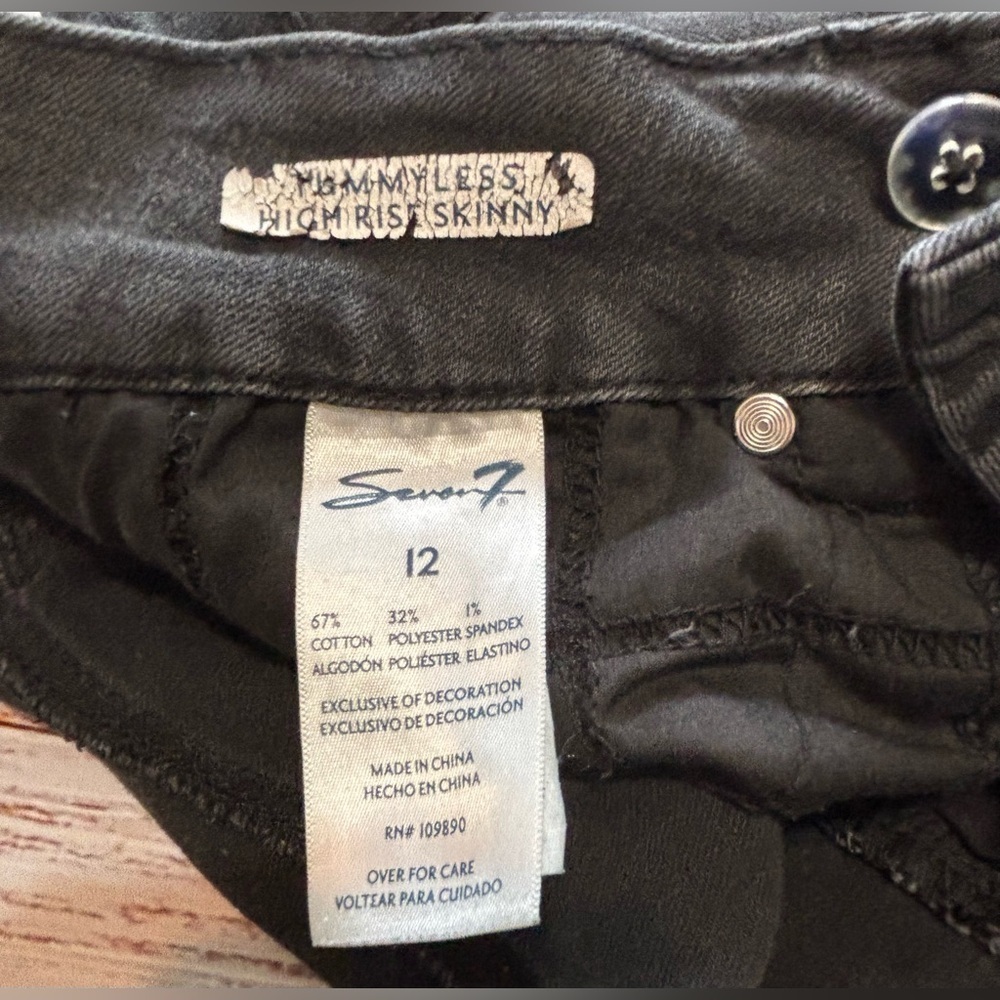 TUMMYLESS
HIGH RISE SKINNY
Seven7®
12
67% 32% 1%
COTTON POLYESTER SPANDEX
ALGODÓN POLIÉSTER ELASTINO
EXCLUSIVE OF DECORATION
EXCLUSIVO DE DECORACIÓN
MADE IN CHINA
HECHO EN CHINA
RN# 109890
OVER FOR CARE
VOLTEAR PARA CUIDADO